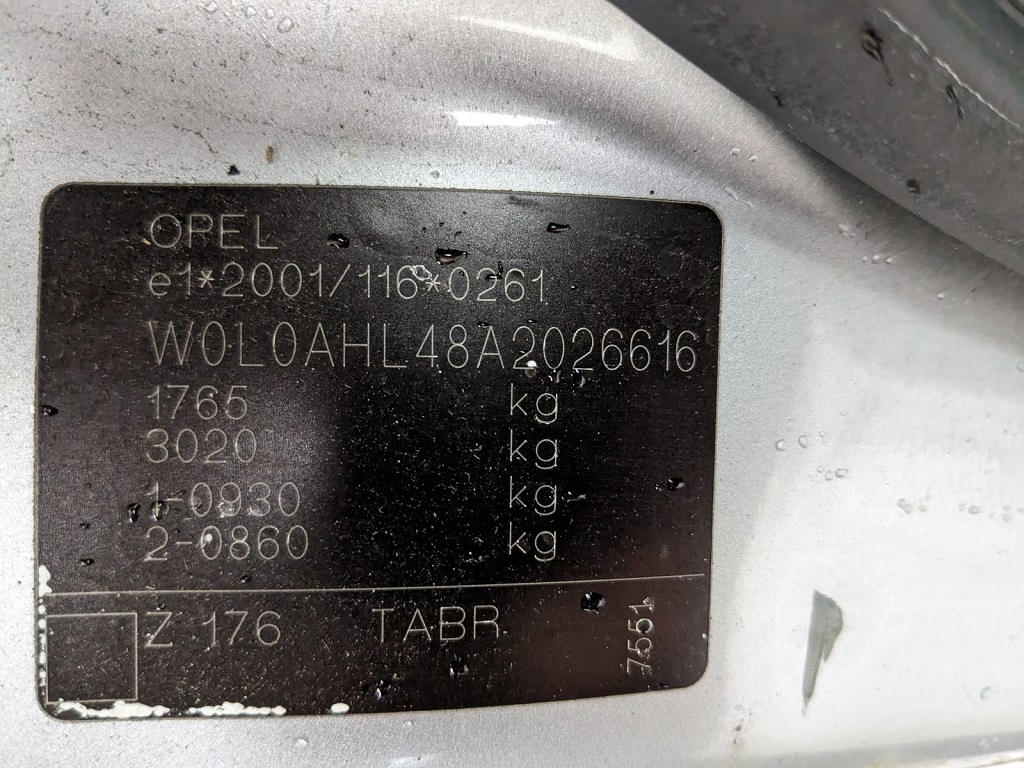 OPEL
e1*2001/116*0261
W0L0AHL48A2026616
1765 kg
3020 kg
1-0930 kg
2-0860 kg
Z 176 TABR
7551